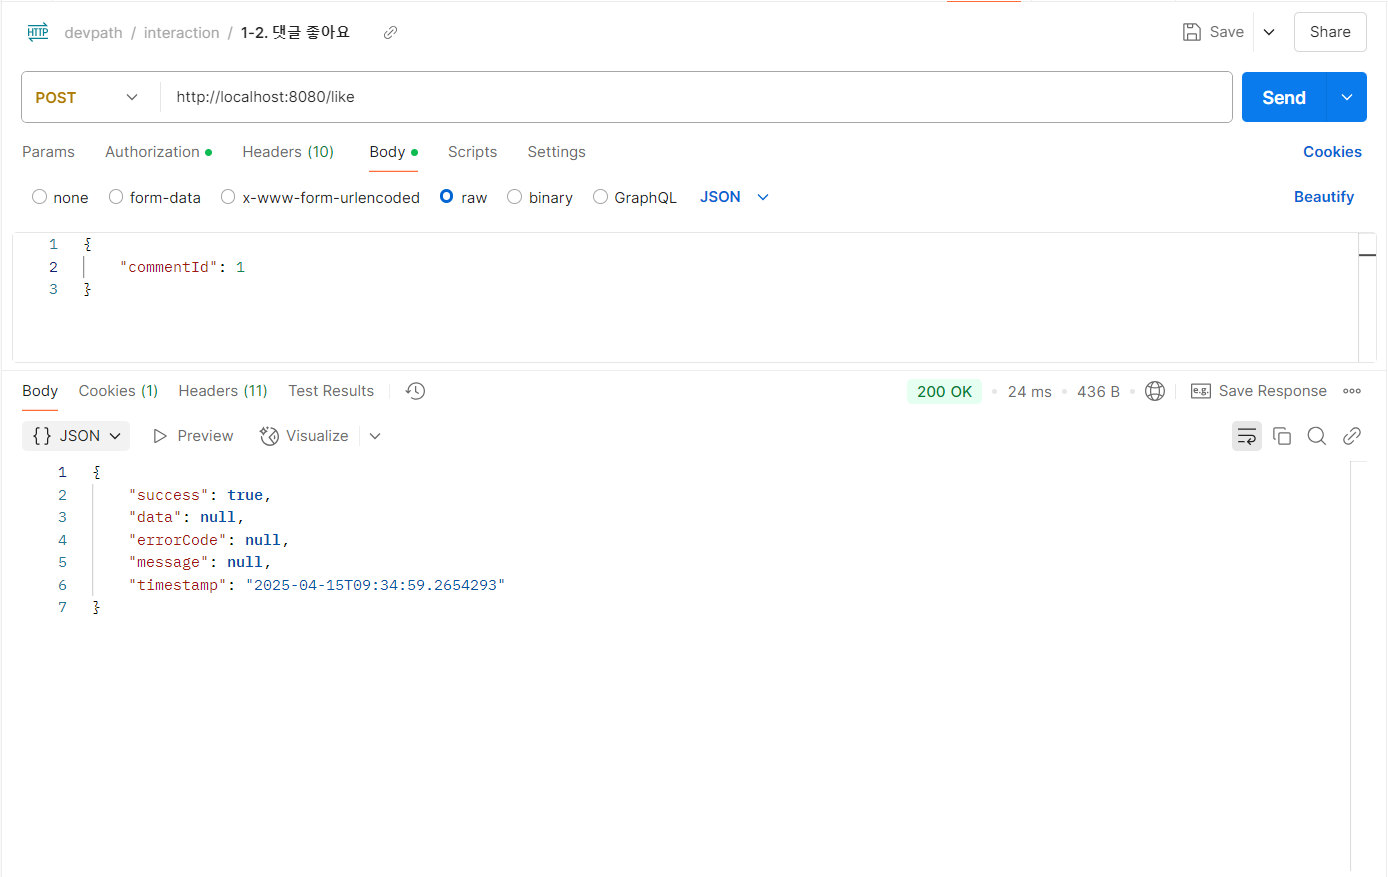 HTTP devpath / interaction / 1-2. 댓글 좋아요 Save Share
POST http://localhost:8080/like Send
Params Authorization Headers (10) Body Scripts Settings Cookies
none form-data x-www-form-urlencoded raw binary GraphQL JSON Beautify
1 {
2 "commentId": 1
3 }
Body Cookies (1) Headers (11) Test Results 200 OK 24 ms 436 B e.g. Save Response
{} JSON Preview Visualize
1 {
2 "success": true,
3 "data": null,
4 "errorCode": null,
5 "message": null,
6 "timestamp": "2025-04-15T09:34:59.2654293"
7 }